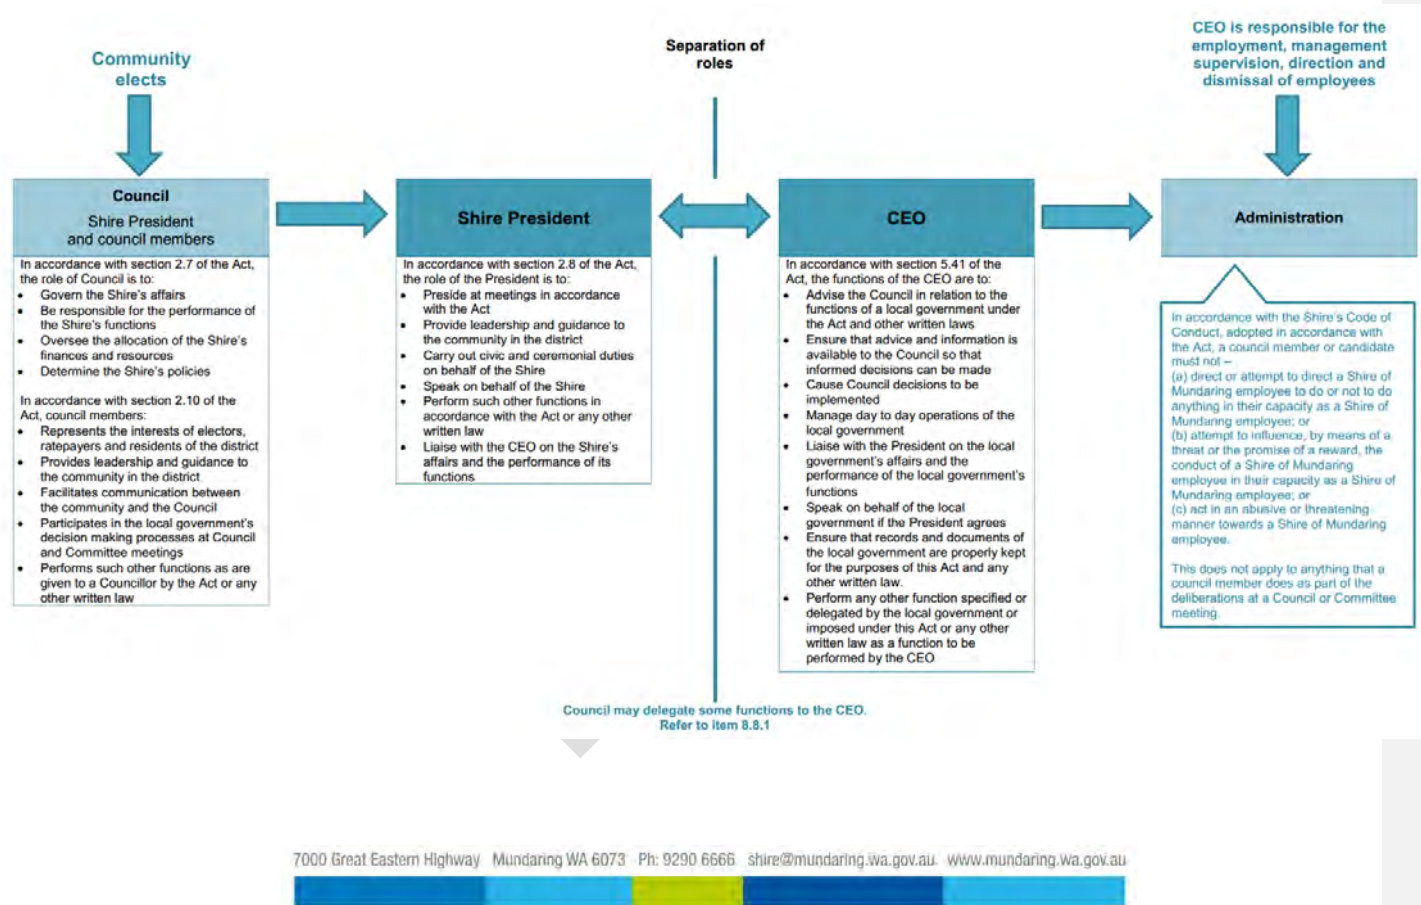 Community
elects
Separation of
roles
CEO is responsible for the
employment, management
supervision, direction and
dismissal of employees
Council
Shire President
and council members
In accordance with section 2.7 of the Act,
the role of Council is to:
• Govern the Shire's affairs
• Be responsible for the performance of
the Shire's functions
• Oversee the allocation of the Shire's
finances and resources
• Determine the Shire's policies
In accordance with section 2.10 of the
Act, council members:
• Represents the interests of electors,
ratepayers and residents of the district
• Provides leadership and guidance to
the community in the district
• Facilitates communication between
the community and the Council
• Participates in the local government's
decision making processes at Council
and Committee meetings
• Performs such other functions as are
given to a Councillor by the Act or any
other written law
Shire President
In accordance with section 2.8 of the Act,
the role of the President is to:
• Preside at meetings in accordance
with the Act
• Provide leadership and guidance to
the community in the district
• Carry out civic and ceremonial duties
on behalf of the Shire
• Speak on behalf of the Shire
• Perform such other functions in
accordance with the Act or any other
written law
• Liaise with the CEO on the Shire's
affairs and the performance of its
functions
CEO
In accordance with section 5.41 of the
Act, the functions of the CEO are to:
• Advise the Council in relation to the
functions of a local government under
the Act and other written laws
• Ensure that advice and information is
available to the Council so that
informed decisions can be made
• Cause Council decisions to be
implemented
• Manage day to day operations of the
local government
• Liaise with the President on the local
government's affairs and the
performance of the local government's
functions
• Speak on behalf of the local
government if the President agrees
• Ensure that records and documents of
the local government are properly kept
for the purposes of this Act and any
other written law.
• Perform any other function specified or
delegated by the local government or
imposed under this Act or any other
written law as a function to be
performed by the CEO
Administration
In accordance with the Shire's Code of
Conduct, adopted in accordance with
the Act, a council member or candidate
must not –
(a) direct or attempt to direct a Shire of
Mundaring employee to do or not to do
anything in their capacity as a Shire of
Mundaring employee; or
(b) attempt to influence, by means of a
threat or the promise of a reward, the
conduct of a Shire of Mundaring
employee in their capacity as a Shire of
Mundaring employee; or
(c) act in an abusive or threatening
manner towards a Shire of Mundaring
employee.
This does not apply to anything that a
council member does as part of the
deliberations at a Council or Committee
meeting.
Council may delegate some functions to the CEO.
Refer to item 8.8.1
7000 Great Eastern Highway Mundaring WA 6073 Ph: 9290 6666 shire@mundaring.wa.gov.au www.mundaring.wa.gov.au